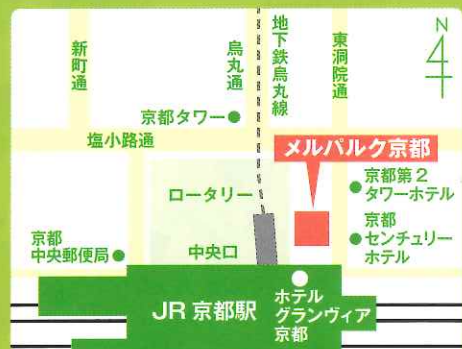 新町通
烏丸通
地下鉄烏丸線
東洞院通
N
京都タワー
塩小路通
メルパルク京都
京都第2
タワーホテル
ロータリー
京都
センチュリー
ホテル
京都
中央郵便局
中央口
JR 京都駅
ホテル
グランヴィア
京都